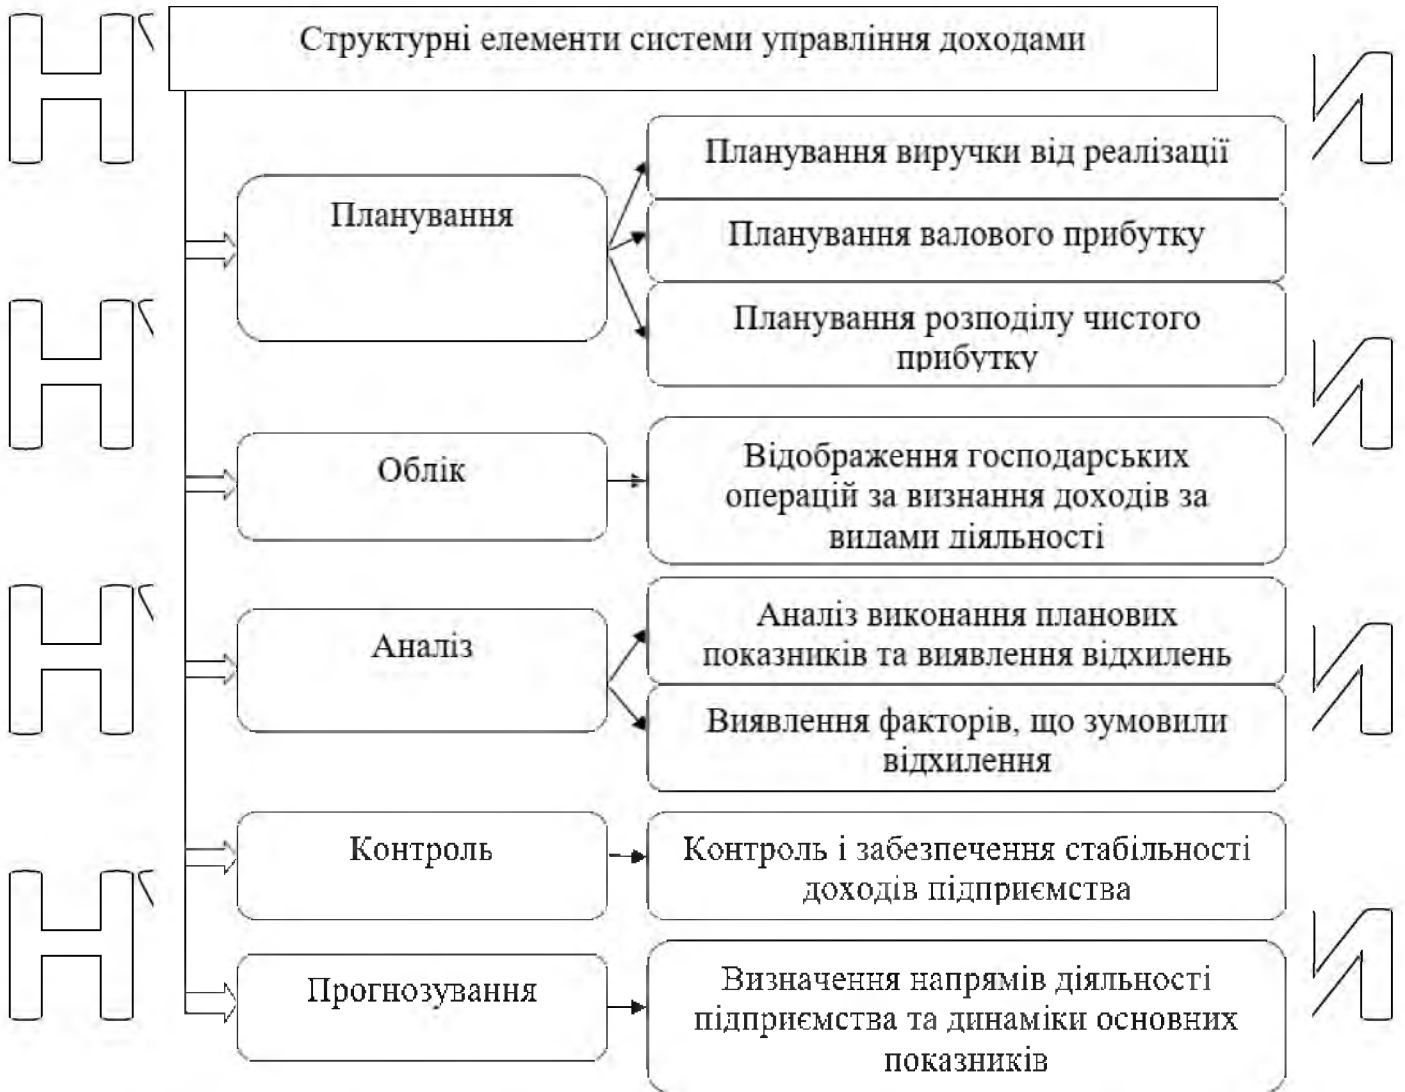 Структурні елементи системи управління доходами
Планування
Планування виручки від реалізації
Планування валового прибутку
Планування розподілу чистого
прибутку
Облік
Відображення господарських
операцій за визнання доходів за
видами діяльності
Аналіз
Аналіз виконання планових
показників та виявлення відхилень
Виявлення факторів, що зумовили
відхилення
Контроль
Контроль і забезпечення стабільності
доходів підприємства
Прогнозування
Визначення напрямів діяльності
підприємства та динаміки основних
показників